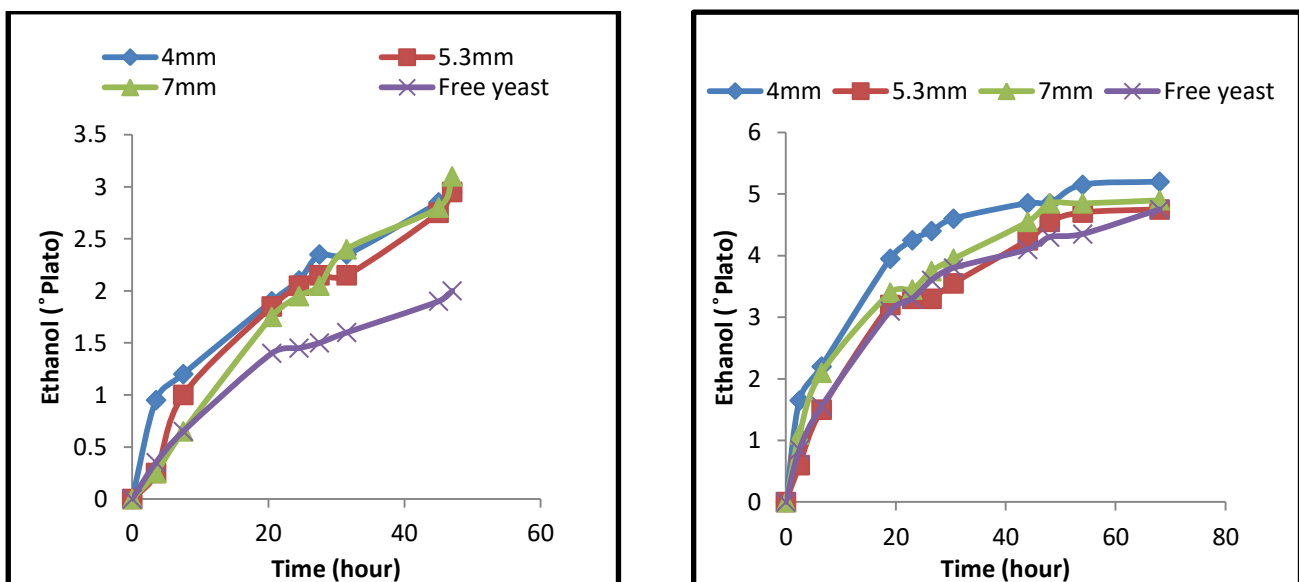 4mm 5.3mm
7mm Free yeast
3.5
3
2.5
2
1.5
1
0.5
0
Ethanol (˚Plato)
0 20 40 60
Time (hour)
4mm 5.3mm 7mm Free yeast
6
5
4
3
2
1
0
Ethanol (˚Plato)
0 20 40 60 80
Time (hour)